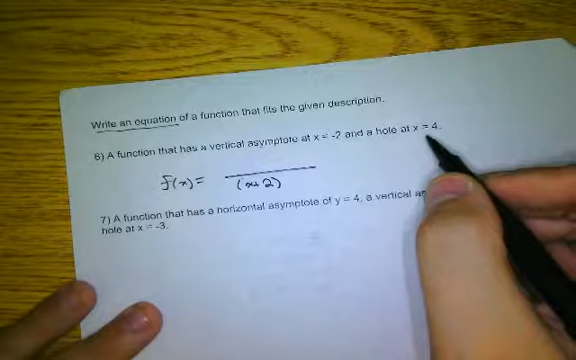 Write an equation of a function that fits the given description.
6) A function that has a vertical asymptote at x = -2 and a hole at x = 4.
f(x) =
(x+2)
7) A function that has a horizontal asymptote of y = 4, a vertical as
hole at x = -3.